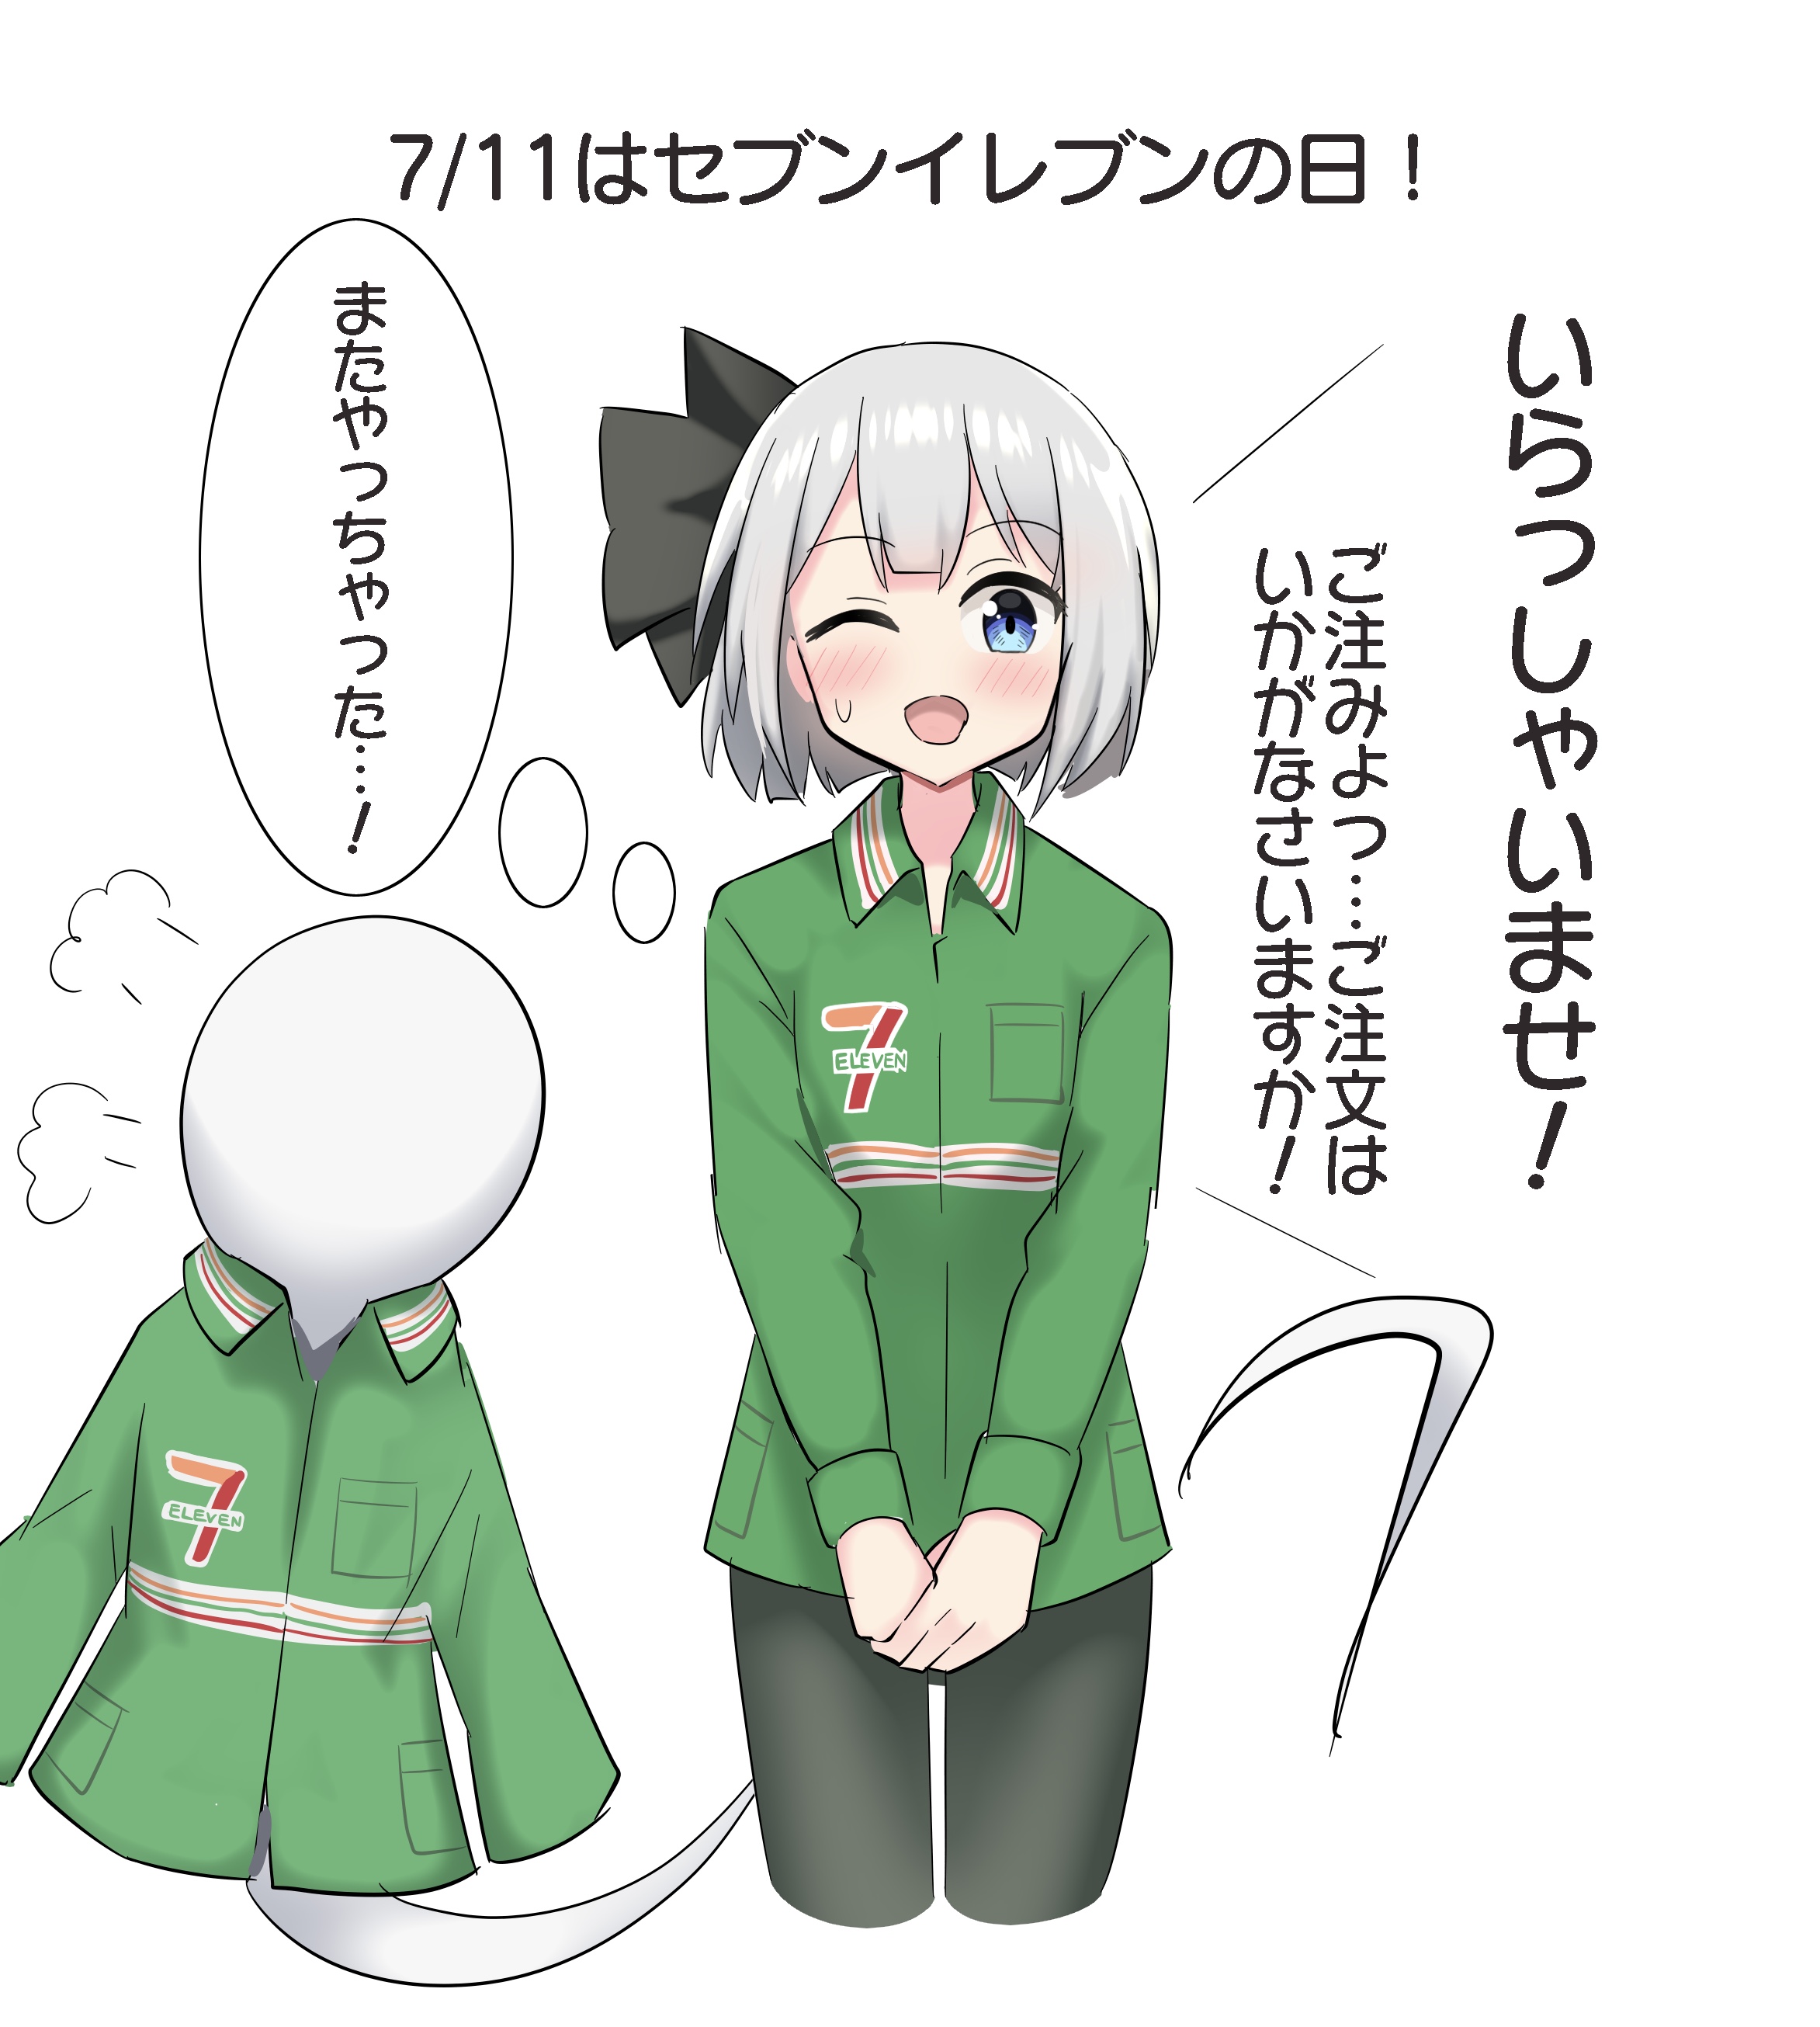 7/11はセブンイレブンの日！
いらっしゃいませ！
ご注みょっ…ご注文は
いかがなさいますか！
またやっちゃった……！
7
ELEVEN
7
ELEVEN